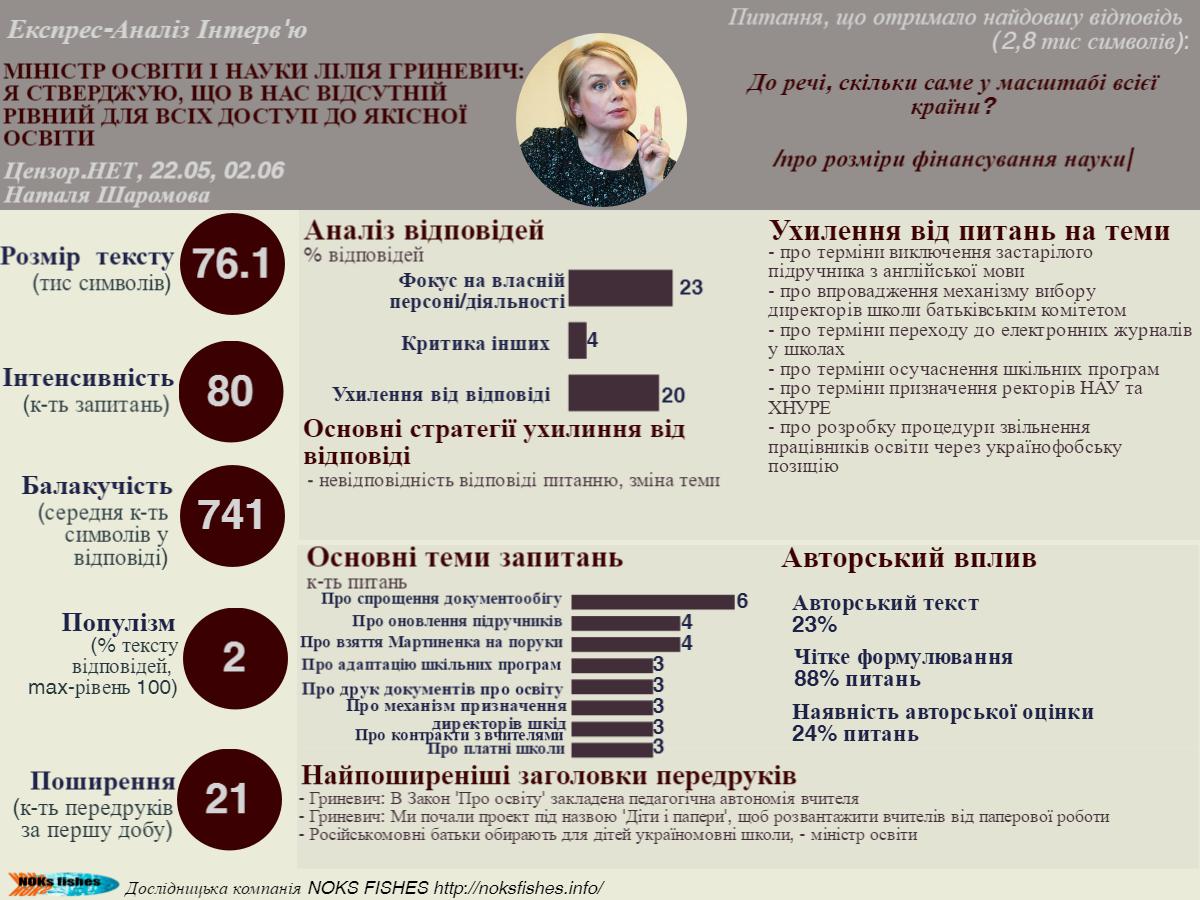 Експрес-Аналіз Інтерв'ю
МІНІСТР ОСВІТИ І НАУКИ ЛІЛІЯ ГРИНЕВИЧ:
Я СТВЕРДЖУЮ, ЩО В НАС ВІДСУТНІЙ
РІВНИЙ ДЛЯ ВСІХ ДОСТУП ДО ЯКІСНОЇ
ОСВІТИ
Цензор.НЕТ, 22.05, 02.06
Наталя Шаромова
Питання, що отримало найдовшу відповідь
(2,8 тис символів):
До речі, скільки саме у масштабі всієї
країни?
/про розміри фінансування науки|
Розмір тексту
(тис символів)
76.1
Інтенсивність
(к-ть запитань)
80
Балакучість
(середня к-ть
символів у
відповіді)
741
Популізм
(% тексту
відповідей,
max-рівень 100)
2
Поширення
(к-ть передруків
за першу добу)
21
Аналіз відповідей
% відповідей
Фокус на власній
персоні/діяльності
23
Критика інших
4
Ухилення від відповіді
20
Основні стратегії ухилиння від
відповіді
- невідповідність відповіді питанню, зміна теми
Ухилення від питань на теми
- про терміни виключення застарілого
підручника з англійської мови
- про впровадження механізму вибору
директорів школи батьківським комітетом
- про терміни переходу до електронних журналів
у школах
- про терміни осучаснення шкільних програм
- про терміни призначення ректорів НАУ та
ХНУРЕ
- про розробку процедури звільнення
працівників освіти через українофобську
позицію
Основні теми запитань
к-ть питань
Про спрощення документообігу 6
Про оновлення підручників 4
Про взяття Мартиненка на поруки 4
Про адаптацію шкільних програм 3
Про друк документів про освіту 3
Про механізм призначення 3
директорів шкід
Про контракти з вчителями 3
Про платні школи 3
Авторський вплив
Авторський текст
23%
Чітке формулювання
88% питань
Наявність авторської оцінки
24% питань
Найпоширеніші заголовки передруків
- Гриневич: В Закон 'Про освіту' закладена педагогічна автономія вчителя
- Гриневич: Ми почали проект під назвою 'Діти і папери', щоб розвантажити вчителів від паперової роботи
- Російськомовні батьки обирають для дітей україномовні школи, - міністр освіти
NOKs fishes
Дослідницька компанія NOKS FISHES http://noksfishes.info/